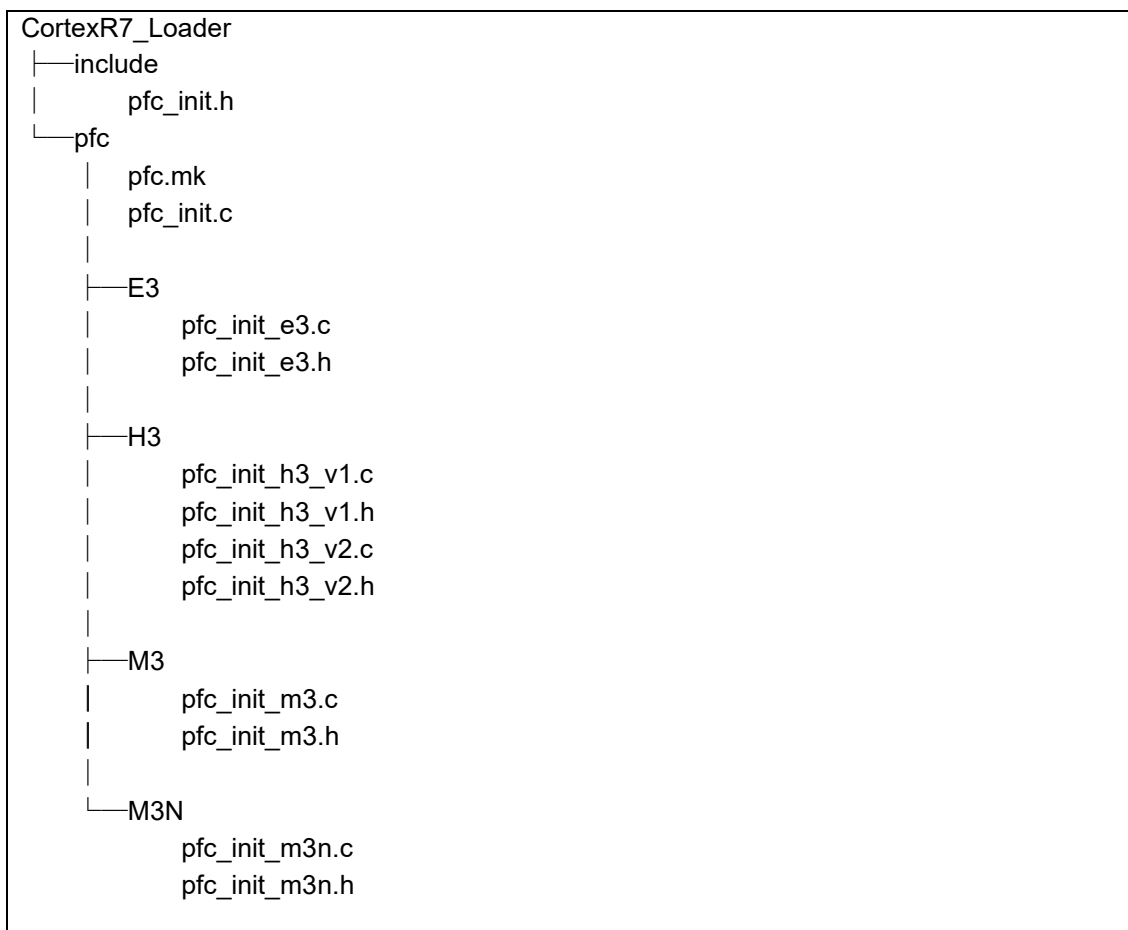 CortexR7_Loader
├──include
│ pfc_init.h
└──pfc
│ pfc.mk
│ pfc_init.c
│
├──E3
│ pfc_init_e3.c
│ pfc_init_e3.h
│
├──H3
│ pfc_init_h3_v1.c
│ pfc_init_h3_v1.h
│ pfc_init_h3_v2.c
│ pfc_init_h3_v2.h
│
├──M3
│ pfc_init_m3.c
│ pfc_init_m3.h
│
└──M3N
pfc_init_m3n.c
pfc_init_m3n.h